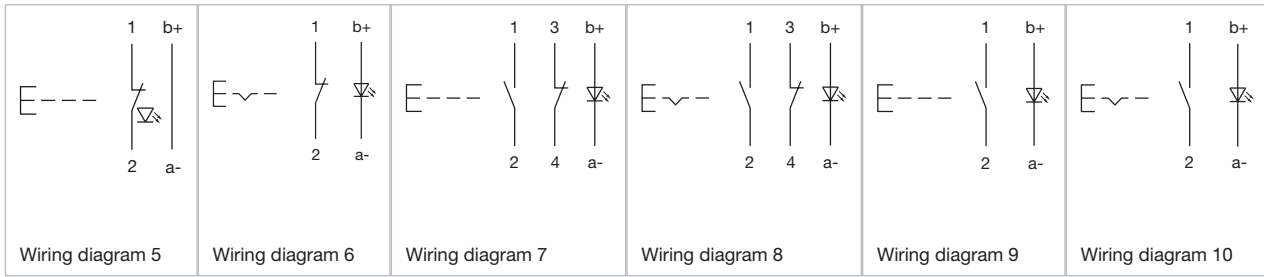 1 b+
2 a-
Wiring diagram 5
1 b+
2 a-
Wiring diagram 6
1 3 b+
2 4 a-
Wiring diagram 7
1 3 b+
2 4 a-
Wiring diagram 8
1 b+
2 a-
Wiring diagram 9
1 b+
2 a-
Wiring diagram 10